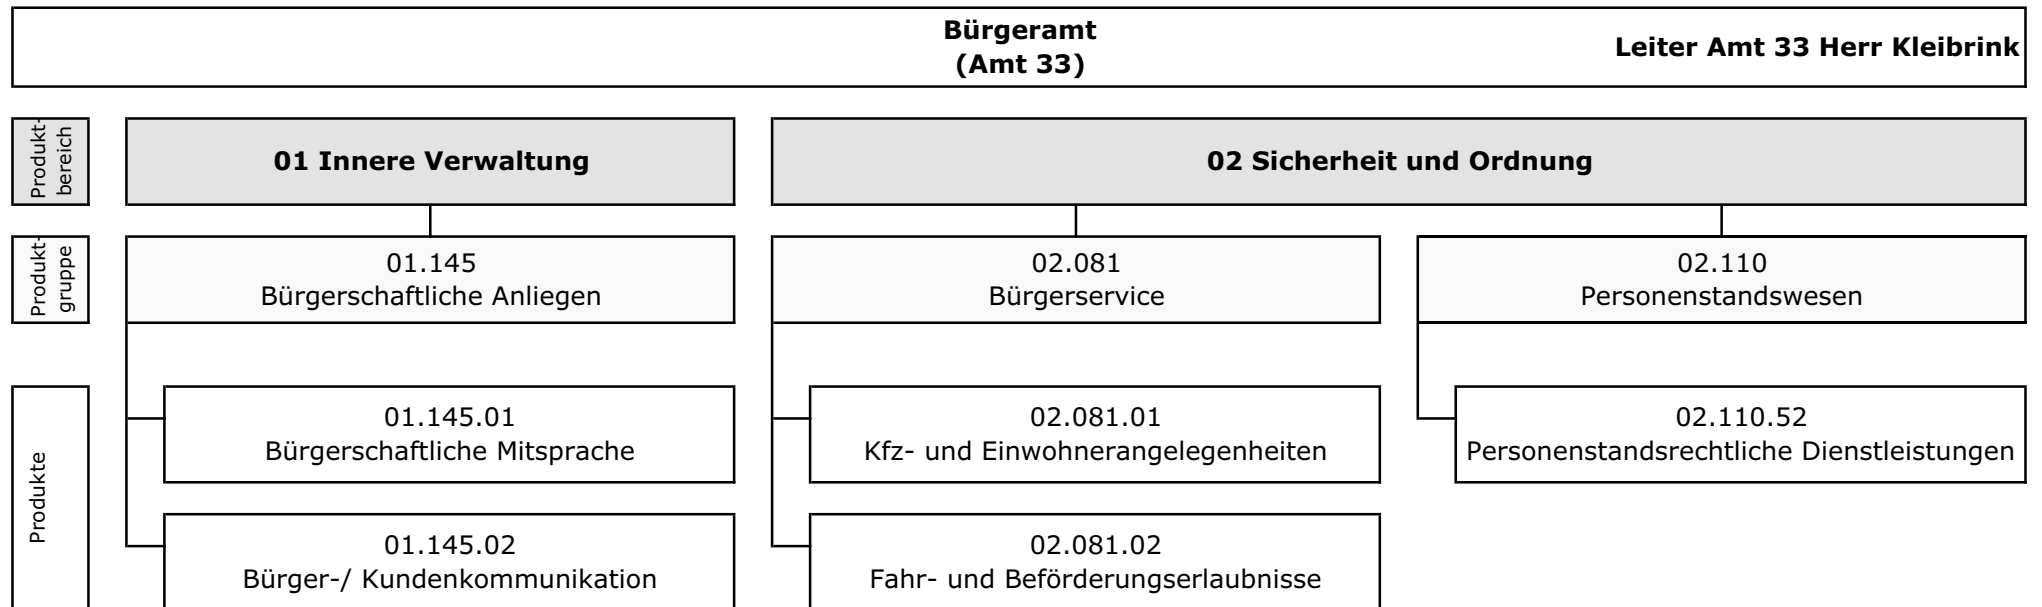 Bürgeramt
(Amt 33)
Leiter Amt 33 Herr Kleibrink
Produkt-
bereich
01 Innere Verwaltung
02 Sicherheit und Ordnung
Produkt-
gruppe
01.145
Bürgerschaftliche Anliegen
02.081
Bürgerservice
02.110
Personenstandswesen
Produkte
01.145.01
Bürgerschaftliche Mitsprache
02.081.01
Kfz- und Einwohnerangelegenheiten
02.110.52
Personenstandsrechtliche Dienstleistungen
01.145.02
Bürger-/ Kundenkommunikation
02.081.02
Fahr- und Beförderungserlaubnisse